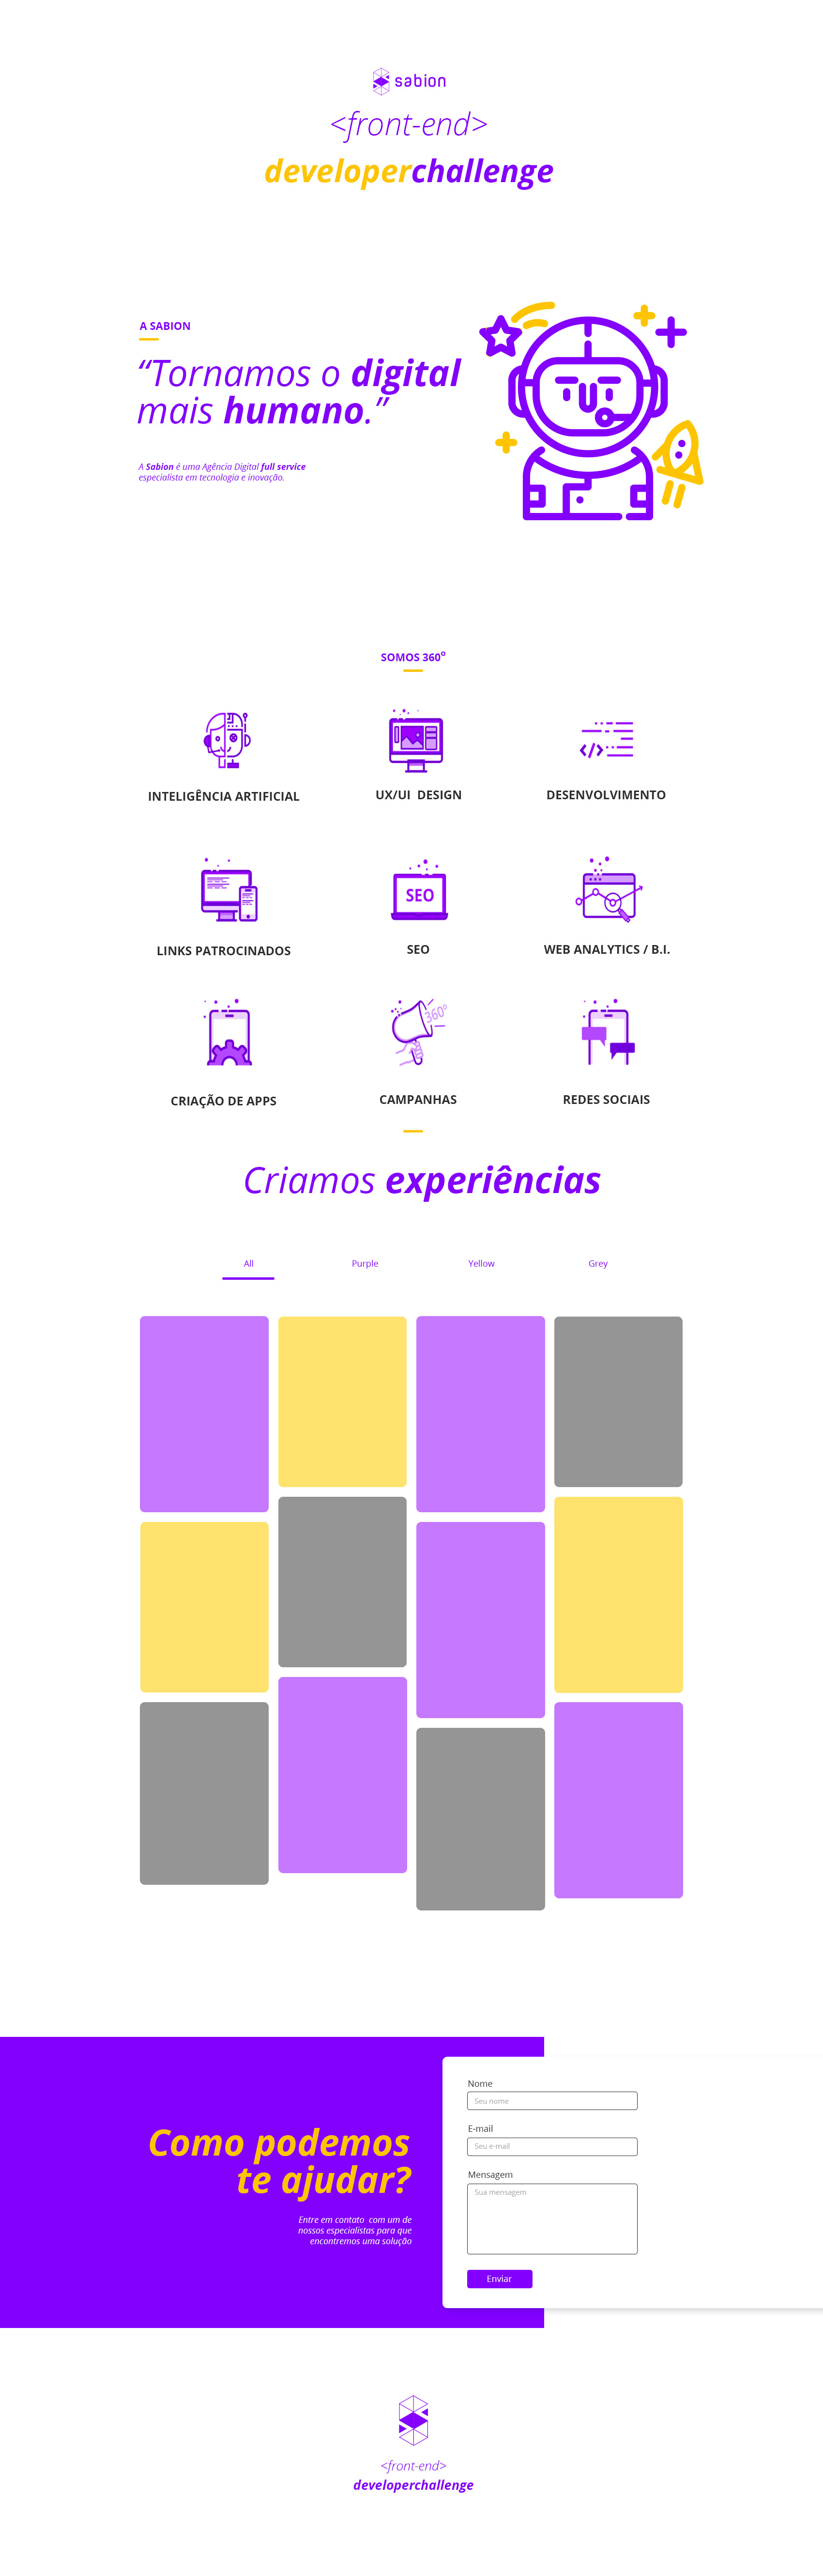 sabion
<front-end>
developerchallenge
A SABION
“Tornamos o digital
mais humano.”
A Sabion é uma Agência Digital full service
especialista em tecnologia e inovação.
SOMOS 360º
INTELIGÊNCIA ARTIFICIAL
UX/UI DESIGN
DESENVOLVIMENTO
</>
LINKS PATROCINADOS
SEO
SEO
WEB ANALYTICS / B.I.
360º
CRIAÇÃO DE APPS
CAMPANHAS
REDES SOCIAIS
Criamos experiências
All
Purple
Yellow
Grey
Como podemos
te ajudar?
Entre em contato com um de
nossos especialistas para que
encontremos uma solução
Nome
Seu nome
E-mail
Seu e-mail
Mensagem
Sua mensagem
Enviar
<front-end>
developerchallenge